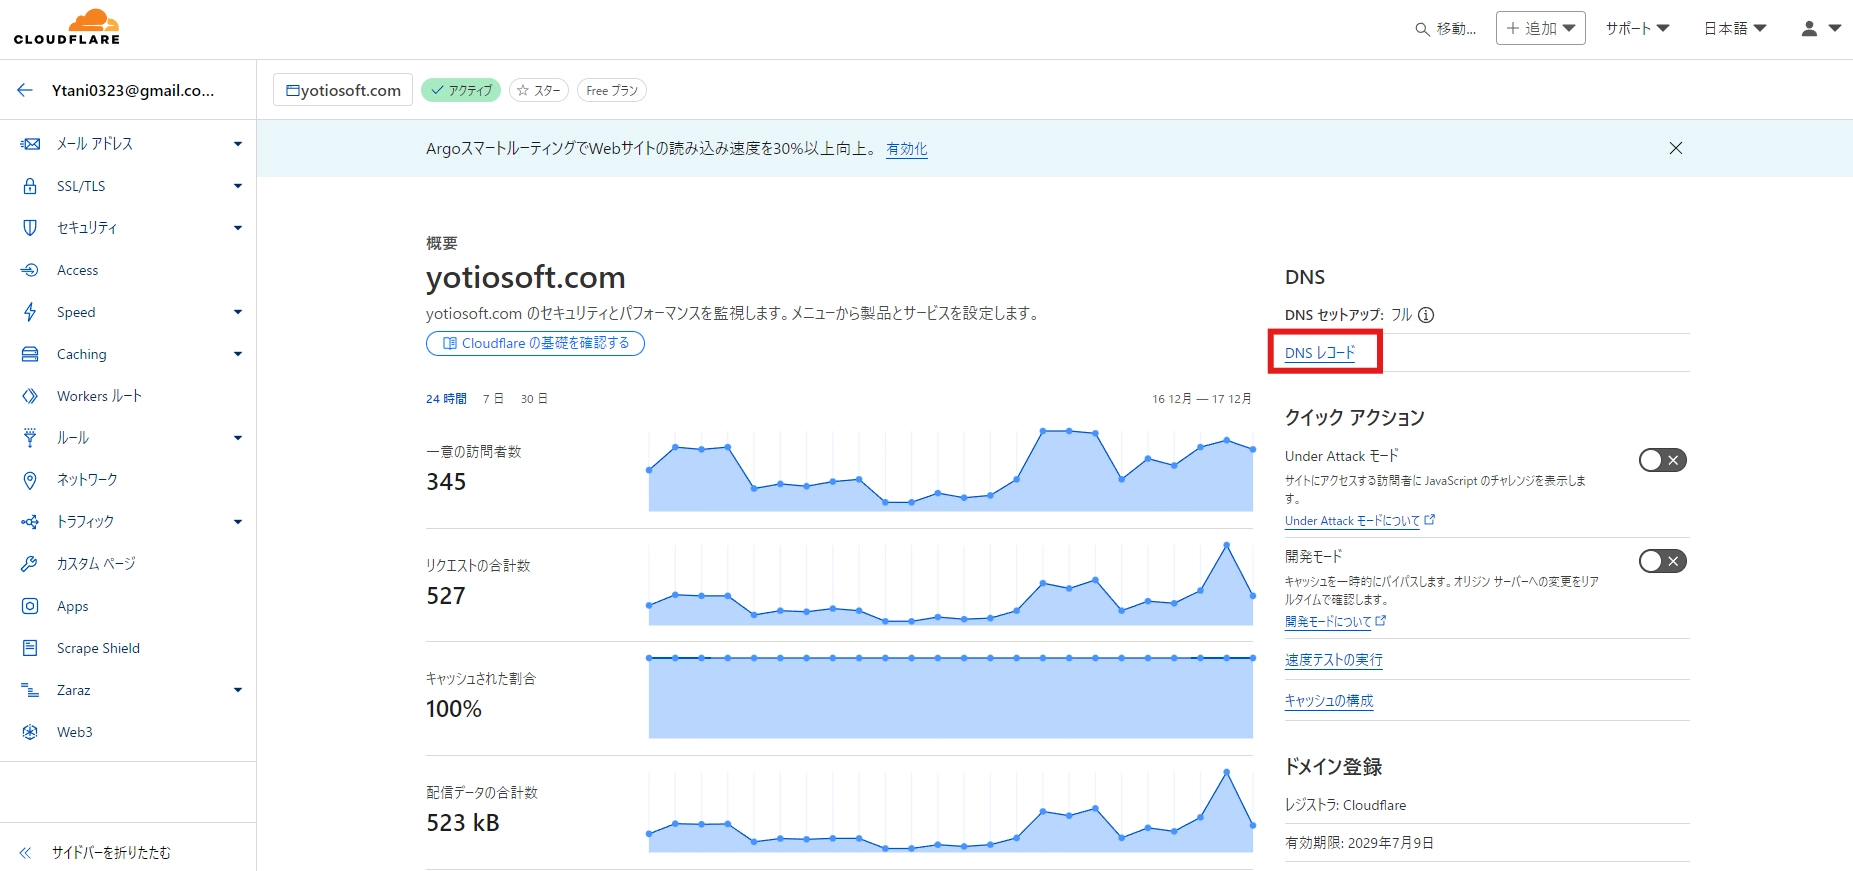 CLOUDFLARE
移動...
追加
サポート
日本語
Ytani0323@gmail.co...
yotiosoft.com
アクティブ
スター
Free プラン
メール アドレス
SSL/TLS
セキュリティ
Access
Speed
Caching
Workers ルート
ルール
ネットワーク
トラフィック
カスタム ページ
Apps
Scrape Shield
Zaraz
Web3
サイドバーを折りたたむ
ArgoスマートルーティングでWebサイトの読み込み速度を30%以上向上。 有効化
概要
yotiosoft.com
yotiosoft.com のセキュリティとパフォーマンスを監視します。メニューから製品とサービスを設定します。
Cloudflare の基礎を確認する
24 時間 7 日 30 日
16 12月 — 17 12月
一意の訪問者数
345
リクエストの合計数
527
キャッシュされた割合
100%
配信データの合計数
523 kB
DNS
DNS セットアップ: フル
DNS レコード
クイック アクション
Under Attack モード
サイトにアクセスする訪問者に JavaScript のチャレンジを表示しま
す。
Under Attack モードについて
開発モード
キャッシュを一時的にバイパスします。オリジン サーバーへの変更をリア
ルタイムで確認します。
開発モードについて
速度テストの実行
キャッシュの構成
ドメイン登録
レジストラ: Cloudflare
有効期限: 2029年7月9日